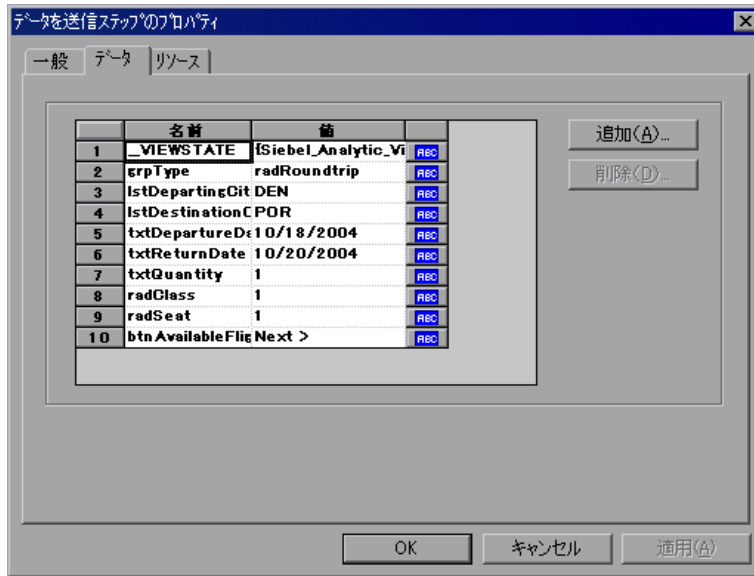 データを送信ステップのプロパティ
一般 データ リソース
名前 値
1 __VIEWSTATE {Siebel_Analytic_Vi ABC
2 grpType radRoundtrip ABC
3 lstDepartingCit DEN ABC
4 lstDestinationC POR ABC
5 txtDepartureDa 10/18/2004 ABC
6 txtReturnDate 10/20/2004 ABC
7 txtQuantity 1 ABC
8 radClass 1 ABC
9 radSeat 1 ABC
10 btnAvailableFlig Next > ABC
追加(A)...
削除(D)...
OK キャンセル 適用(A)